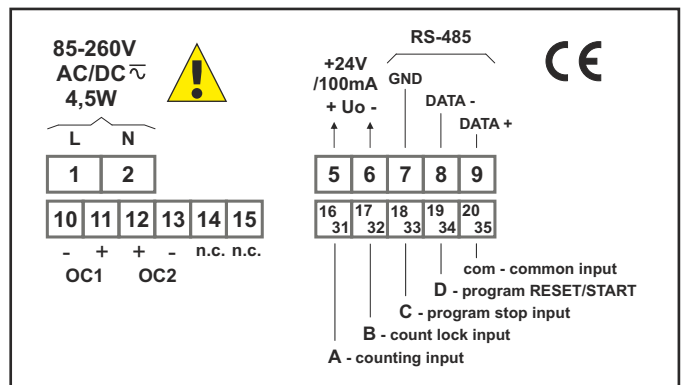 85-260V
AC/DC
4,5W
L N
1 2
10 11 12 13 14 15
- + + - n.c. n.c.
OC1 OC2
RS-485
+24V
/100mA
+ Uo -
GND
DATA -
DATA +
CE
5 6 7 8 9
16 17 18 19 20
31 32 33 34 35
com - common input
D - program RESET/START
C - program stop input
B - count lock input
A - counting input